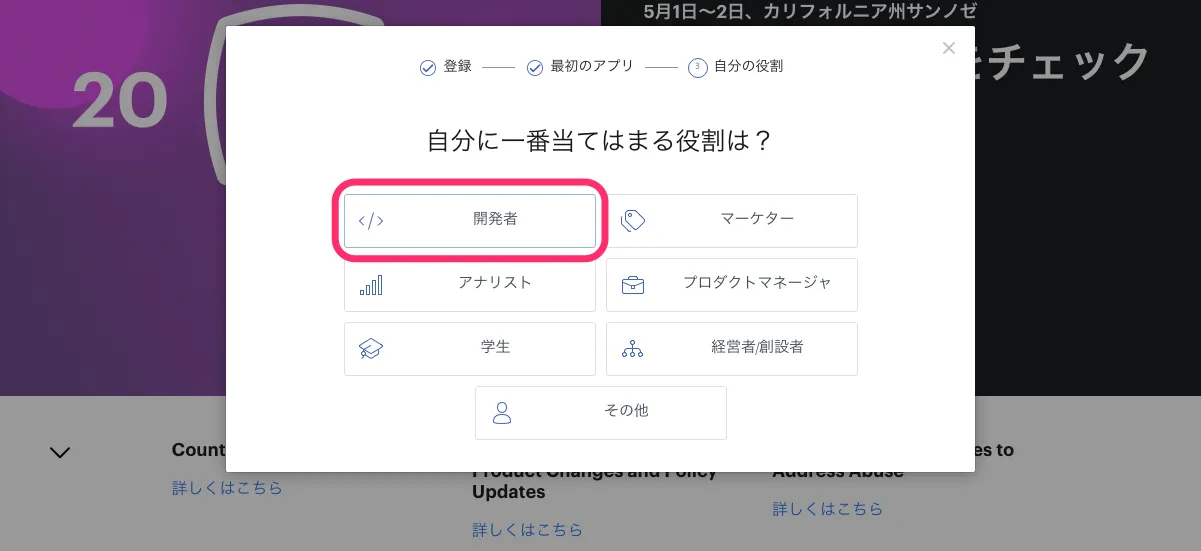 5月1日〜2日、カリフォルニア州サンノゼ
をチェック
20
登録
最初のアプリ
3
自分の役割
自分に一番当てはまる役割は？
開発者
マーケター
アナリスト
プロダクトマネージャ
学生
経営者/創設者
その他
Count
es to
Product Changes and Policy
Address Abuse
Updates
詳しくはこちら
詳しくはこちら
詳しくはこちら